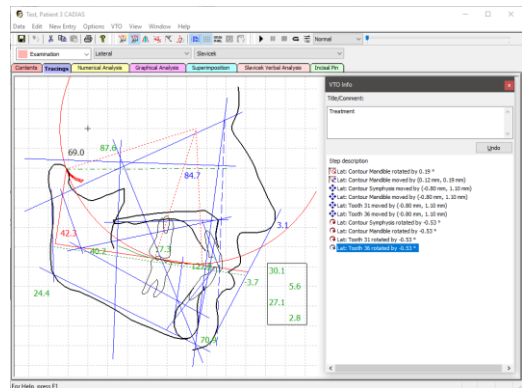 Test, Patient 3 CADIAS
Data Edit New Entry Options VTO View Window Help
Normal
Examination Lateral Slavicek
Contents Tracings Numerical Analysis Graphical Analysis Superimposition Slavicek Verbal Analysis Incisal Pin
VTO Info
Title/Comment:
Treatment
Undo
Step description
Lat: Contour Mandible rotated by 0.19 °
Lat: Contour Mandible moved by (0.12 mm, 0.19 mm)
Lat: Contour Symphysis moved by (-0.80 mm, 1.10 mm)
Lat: Contour Mandible moved by (-0.80 mm, 1.10 mm)
Lat: Tooth 31 moved by (-0.80 mm, 1.10 mm)
Lat: Tooth 36 moved by (-0.80 mm, 1.10 mm)
Lat: Contour Symphysis rotated by -0.53 °
Lat: Contour Mandible rotated by -0.53 °
Lat: Tooth 31 rotated by -0.53 °
Lat: Tooth 36 rotated by -0.53 °
69.0
87.6
84.7
42.3
40.2
17.3
3.1
-3.7
24.4
30.1
5.6
27.1
2.8
For Help, press F1